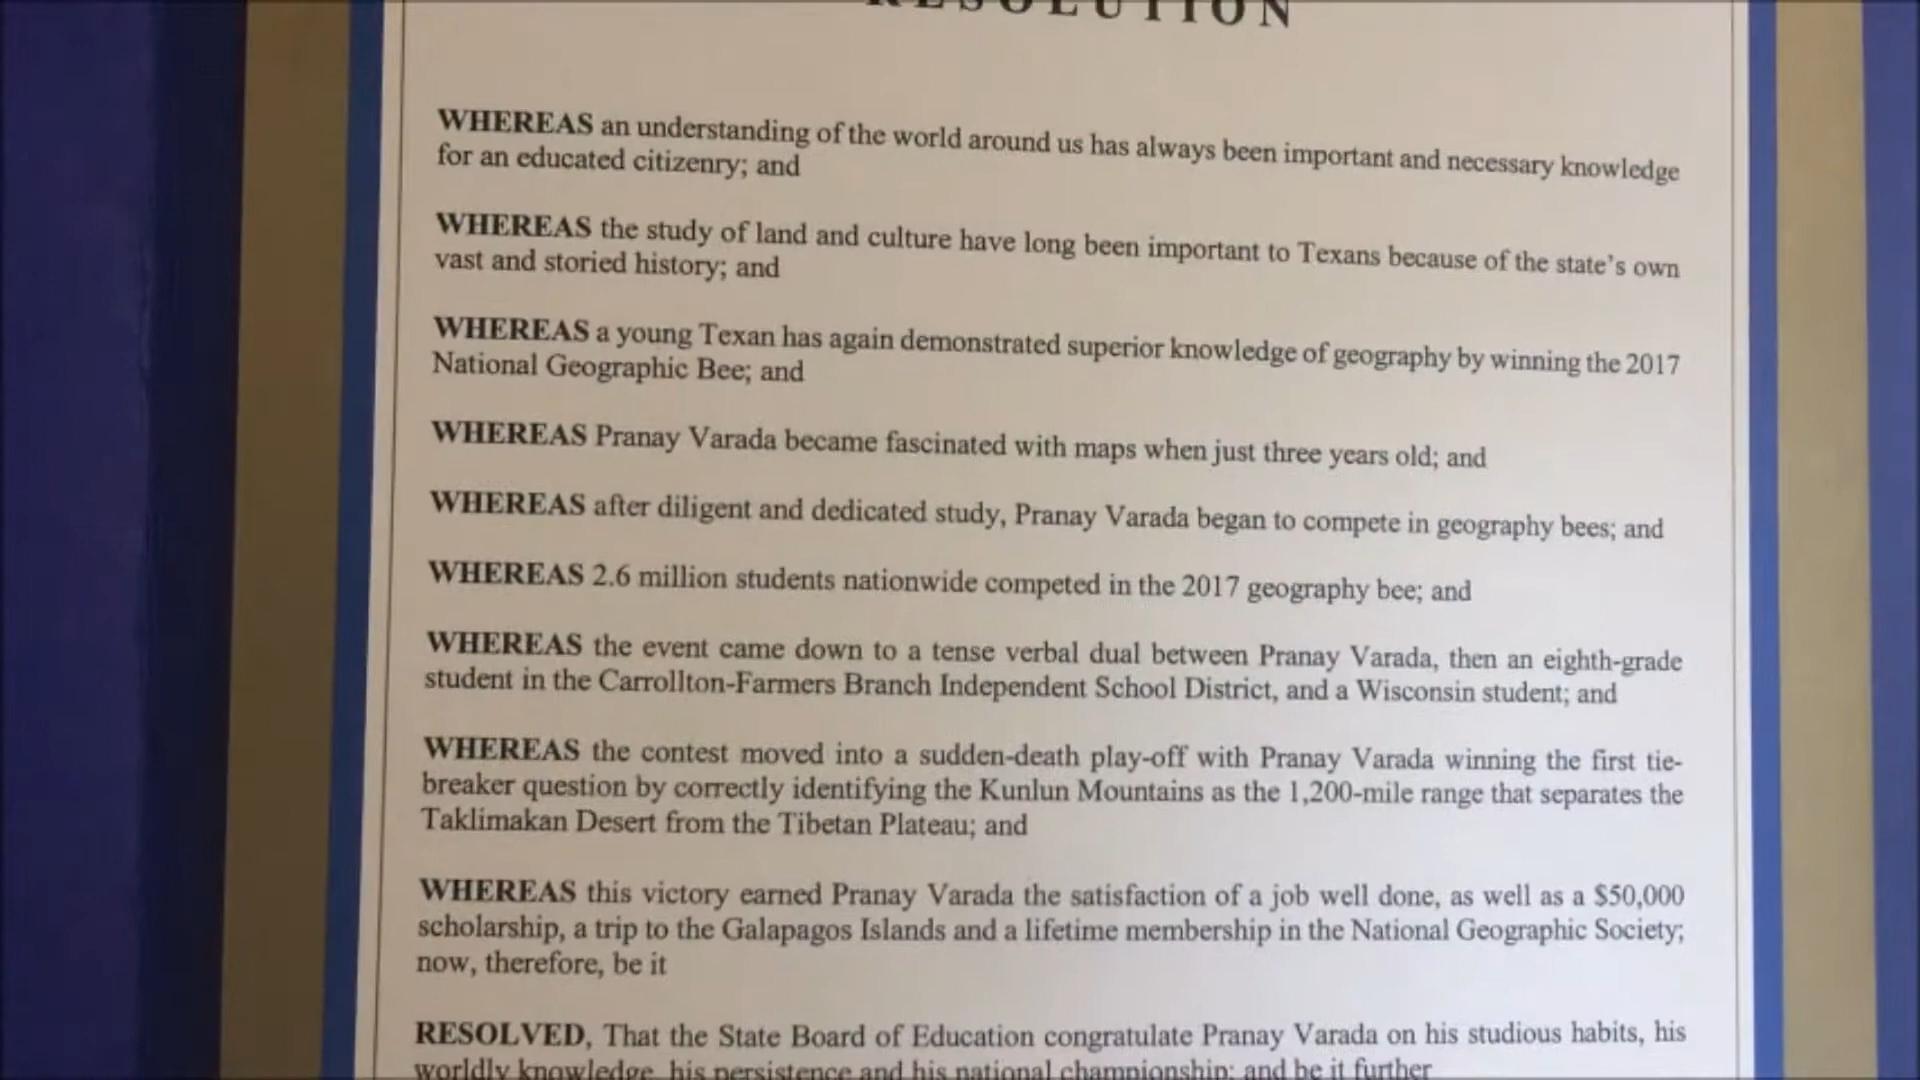 RESOLUTION
WHEREAS an understanding of the world around us has always been important and necessary knowledge
for an educated citizenry; and
WHEREAS the study of land and culture have long been important to Texans because of the state's own
vast and storied history; and
WHEREAS a young Texan has again demonstrated superior knowledge of geography by winning the 2017
National Geographic Bee; and
WHEREAS Pranay Varada became fascinated with maps when just three years old; and
WHEREAS after diligent and dedicated study, Pranay Varada began to compete in geography bees; and
WHEREAS 2.6 million students nationwide competed in the 2017 geography bee; and
WHEREAS the event came down to a tense verbal dual between Pranay Varada, then an eighth-grade
student in the Carrollton-Farmers Branch Independent School District, and a Wisconsin student; and
WHEREAS the contest moved into a sudden-death play-off with Pranay Varada winning the first tie-
breaker question by correctly identifying the Kunlun Mountains as the 1,200-mile range that separates the
Taklimakan Desert from the Tibetan Plateau; and
WHEREAS this victory earned Pranay Varada the satisfaction of a job well done, as well as a $50,000
scholarship, a trip to the Galapagos Islands and a lifetime membership in the National Geographic Society;
now, therefore, be it
RESOLVED, That the State Board of Education congratulate Pranay Varada on his studious habits, his
worldly knowledge, his persistence and his national championship; and be it further